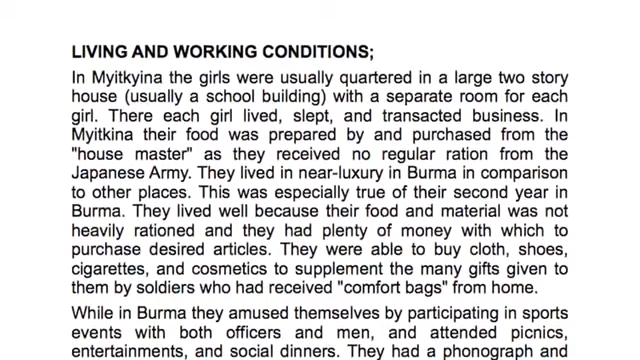 LIVING AND WORKING CONDITIONS;
In Myitkyina the girls were usually quartered in a large two story
house (usually a school building) with a separate room for each
girl. There each girl lived, slept, and transacted business. In
Myitkina their food was prepared by and purchased from the
"house master" as they received no regular ration from the
Japanese Army. They lived in near-luxury in Burma in comparison
to other places. This was especially true of their second year in
Burma. They lived well because their food and material was not
heavily rationed and they had plenty of money with which to
purchase desired articles. They were able to buy cloth, shoes,
cigarettes, and cosmetics to supplement the many gifts given to
them by soldiers who had received "comfort bags" from home.
While in Burma they amused themselves by participating in sports
events with both officers and men, and attended picnics,
entertainments, and social dinners. They had a phonograph and